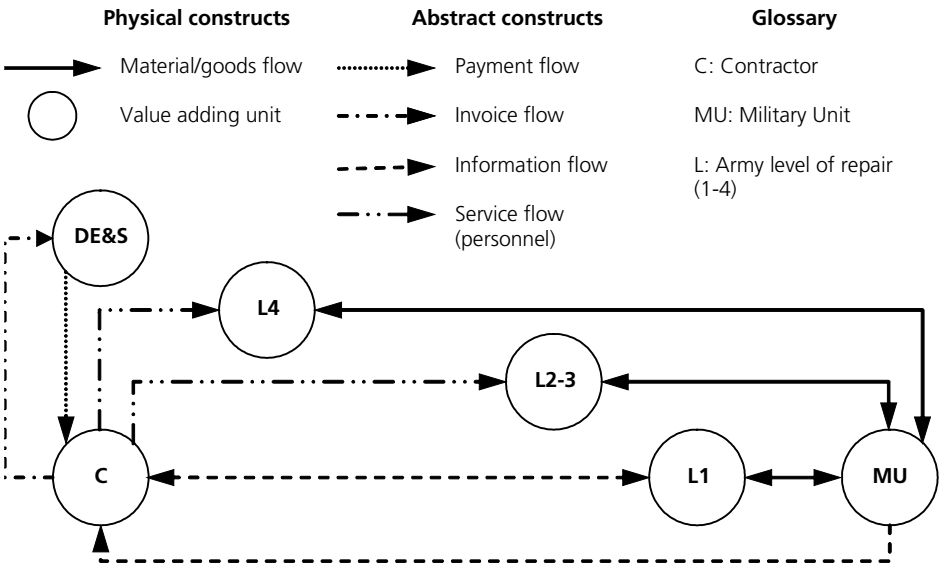 Physical constructs
Abstract constructs
Glossary
Material/goods flow
Payment flow
C: Contractor
Value adding unit
Invoice flow
MU: Military Unit
Information flow
L: Army level of repair
(1-4)
Service flow
(personnel)
DE&S
L4
L2-3
C
L1
MU